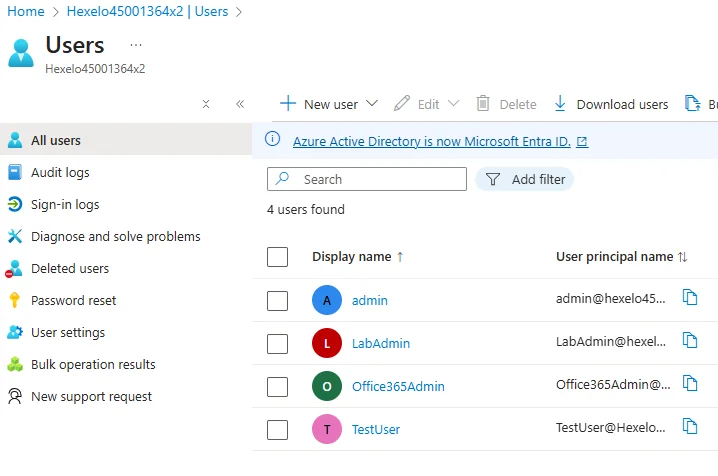 Home > Hexelo45001364x2 | Users >
Users ...
Hexelo45001364x2
New user Edit Delete Download users
All users
Audit logs
Sign-in logs
Diagnose and solve problems
Deleted users
Password reset
User settings
Bulk operation results
New support request
Azure Active Directory is now Microsoft Entra ID.
Search Add filter
4 users found
Display name ↑ User principal name ↑↓
A admin admin@hexelo45...
L LabAdmin LabAdmin@hexel...
O Office365Admin Office365Admin@...
T TestUser TestUser@Hexelo...